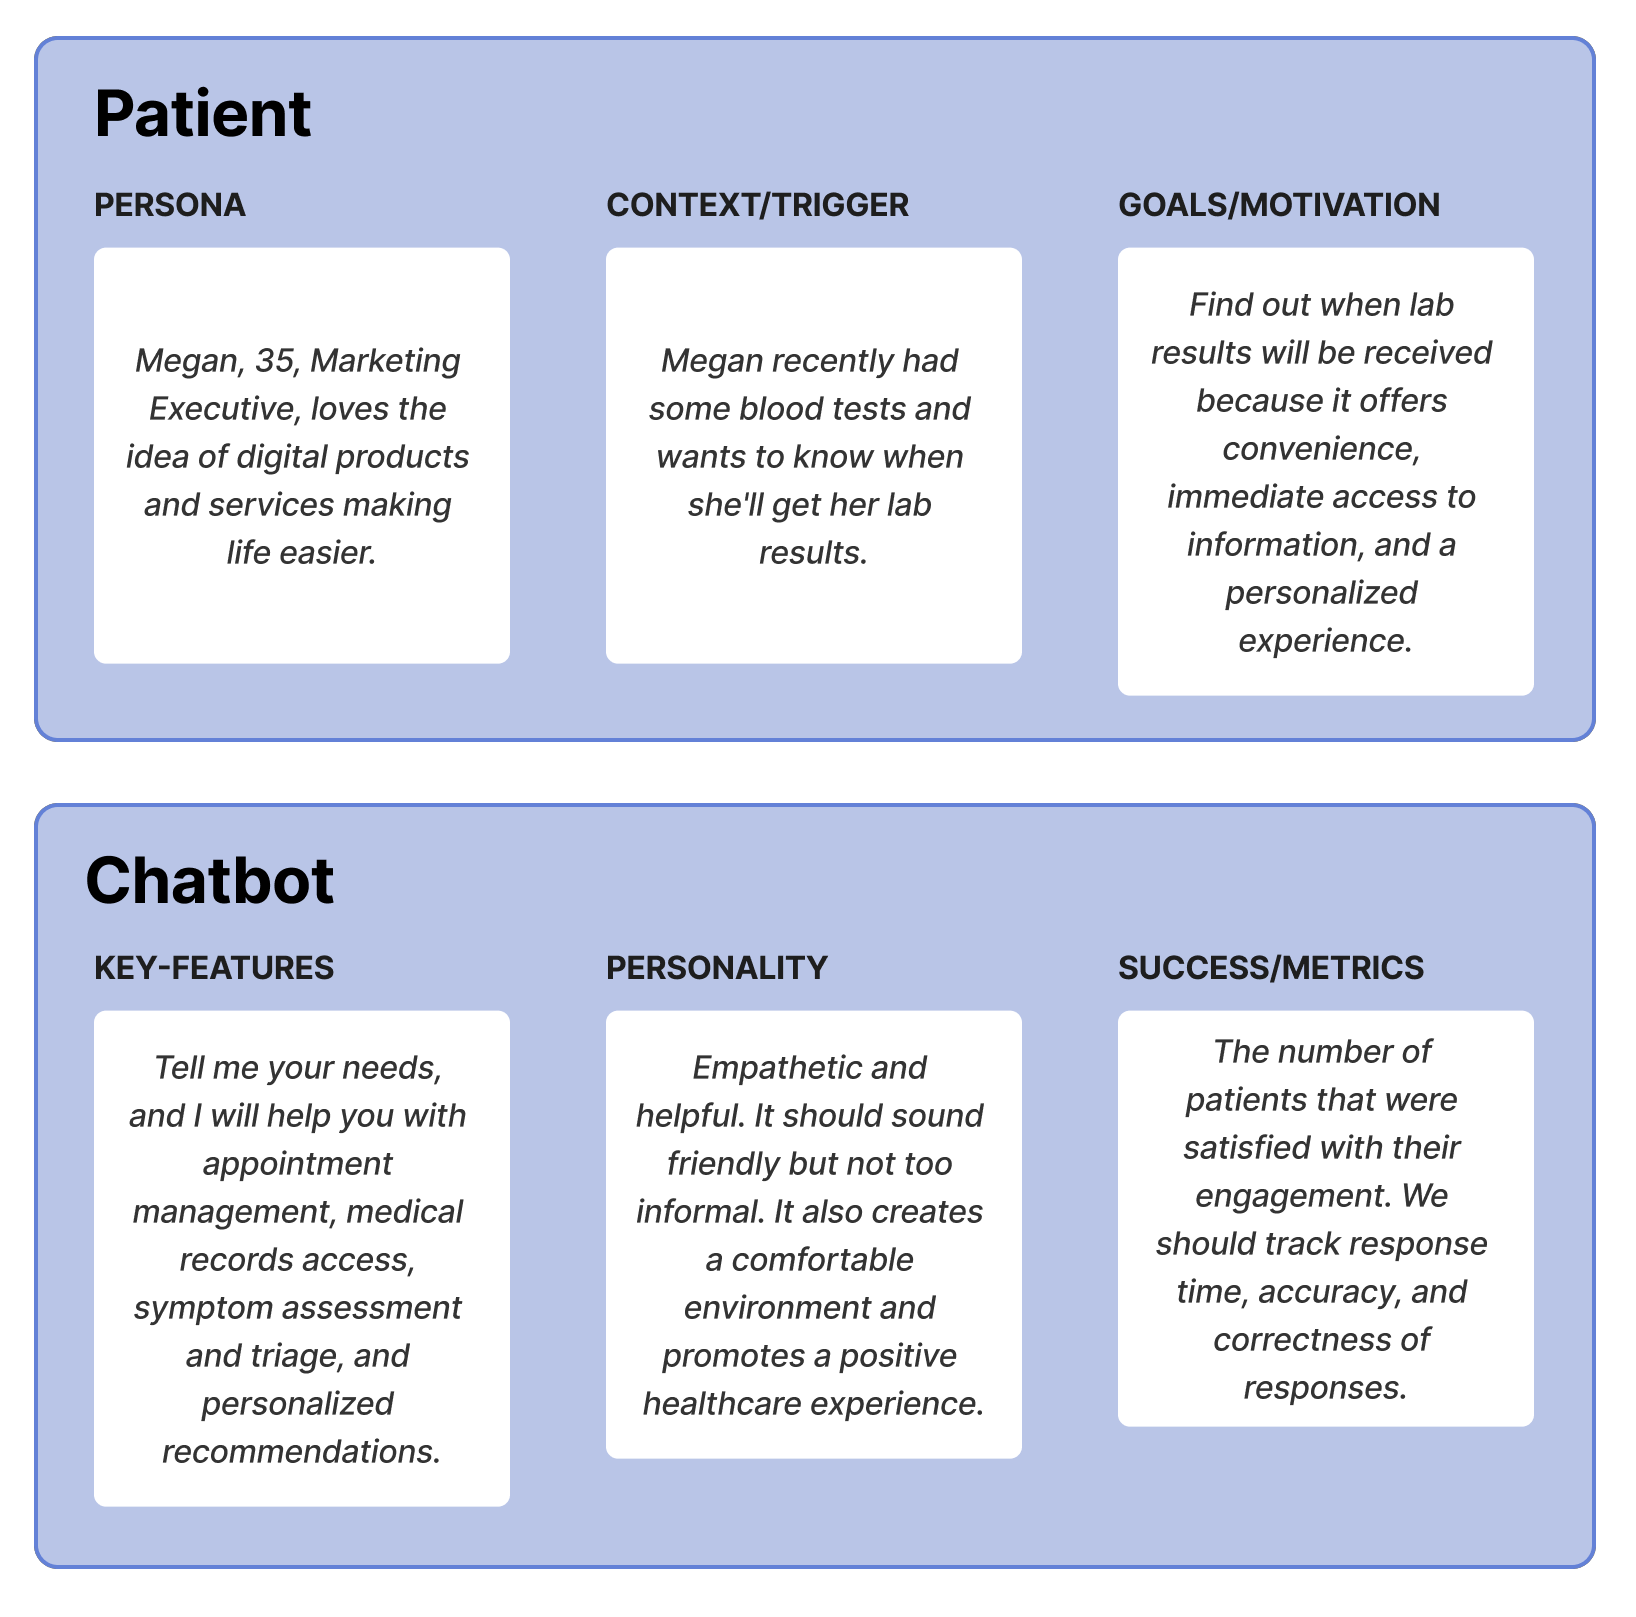 Patient
PERSONA
Megan, 35, Marketing
Executive, loves the
idea of digital products
and services making
life easier.
CONTEXT/TRIGGER
Megan recently had
some blood tests and
wants to know when
she'll get her lab
results.
GOALS/MOTIVATION
Find out when lab
results will be received
because it offers
convenience,
immediate access to
information, and a
personalized
experience.
Chatbot
KEY-FEATURES
Tell me your needs,
and I will help you with
appointment
management, medical
records access,
symptom assessment
and triage, and
personalized
recommendations.
PERSONALITY
Empathetic and
helpful. It should sound
friendly but not too
informal. It also creates
a comfortable
environment and
promotes a positive
healthcare experience.
SUCCESS/METRICS
The number of
patients that were
satisfied with their
engagement. We
should track response
time, accuracy, and
correctness of
responses.